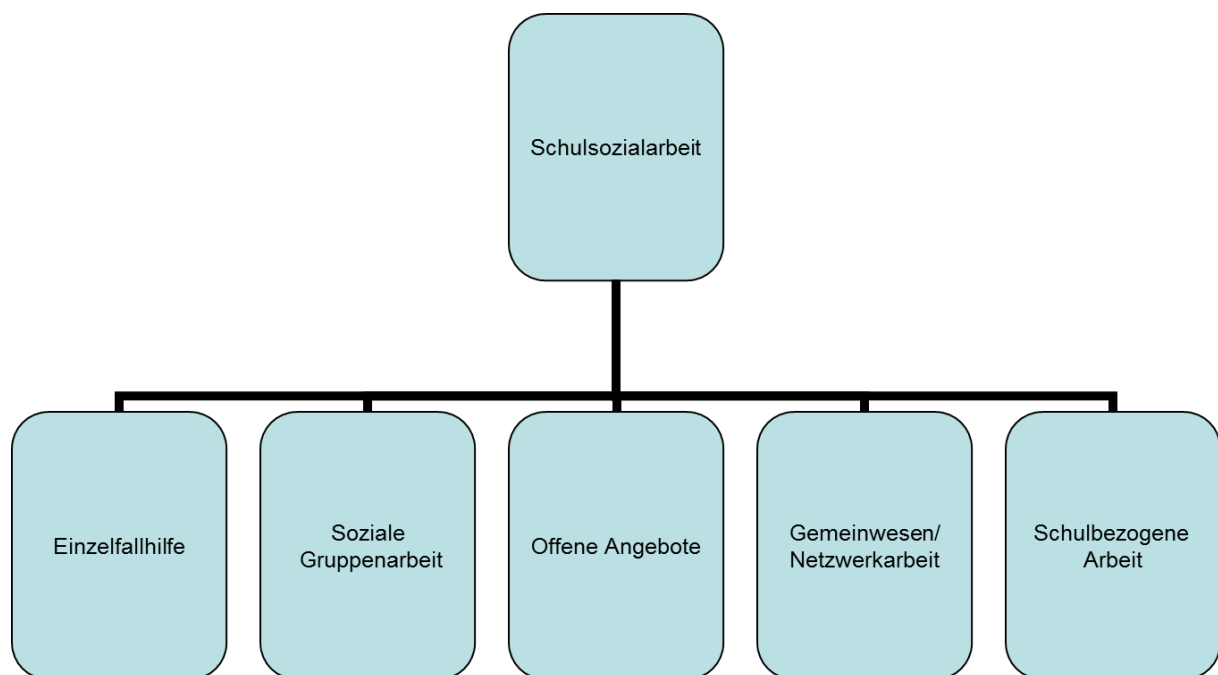 Schulsozialarbeit
Einzelfallhilfe
Soziale
Gruppenarbeit
Offene Angebote
Gemeinwesen/
Netzwerkarbeit
Schulbezogene
Arbeit